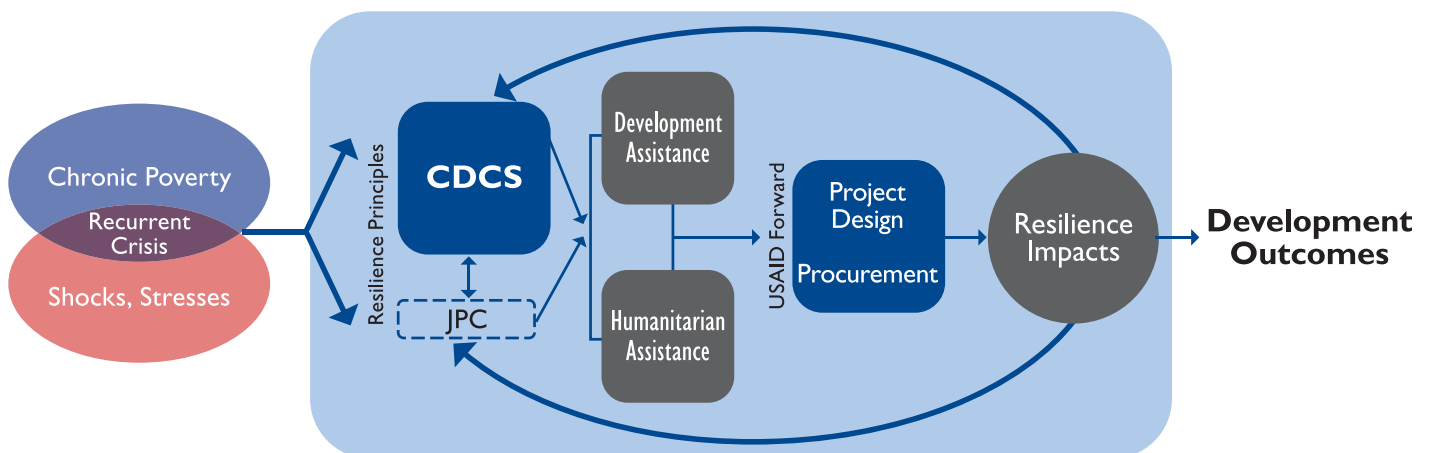 Chronic Poverty
Recurrent
Crisis
Shocks, Stresses
Resilience Principles
CDCS
JPC
Development
Assistance
Humanitarian
Assistance
USAID Forward
Project
Design
Procurement
Resilience
Impacts
Development
Outcomes